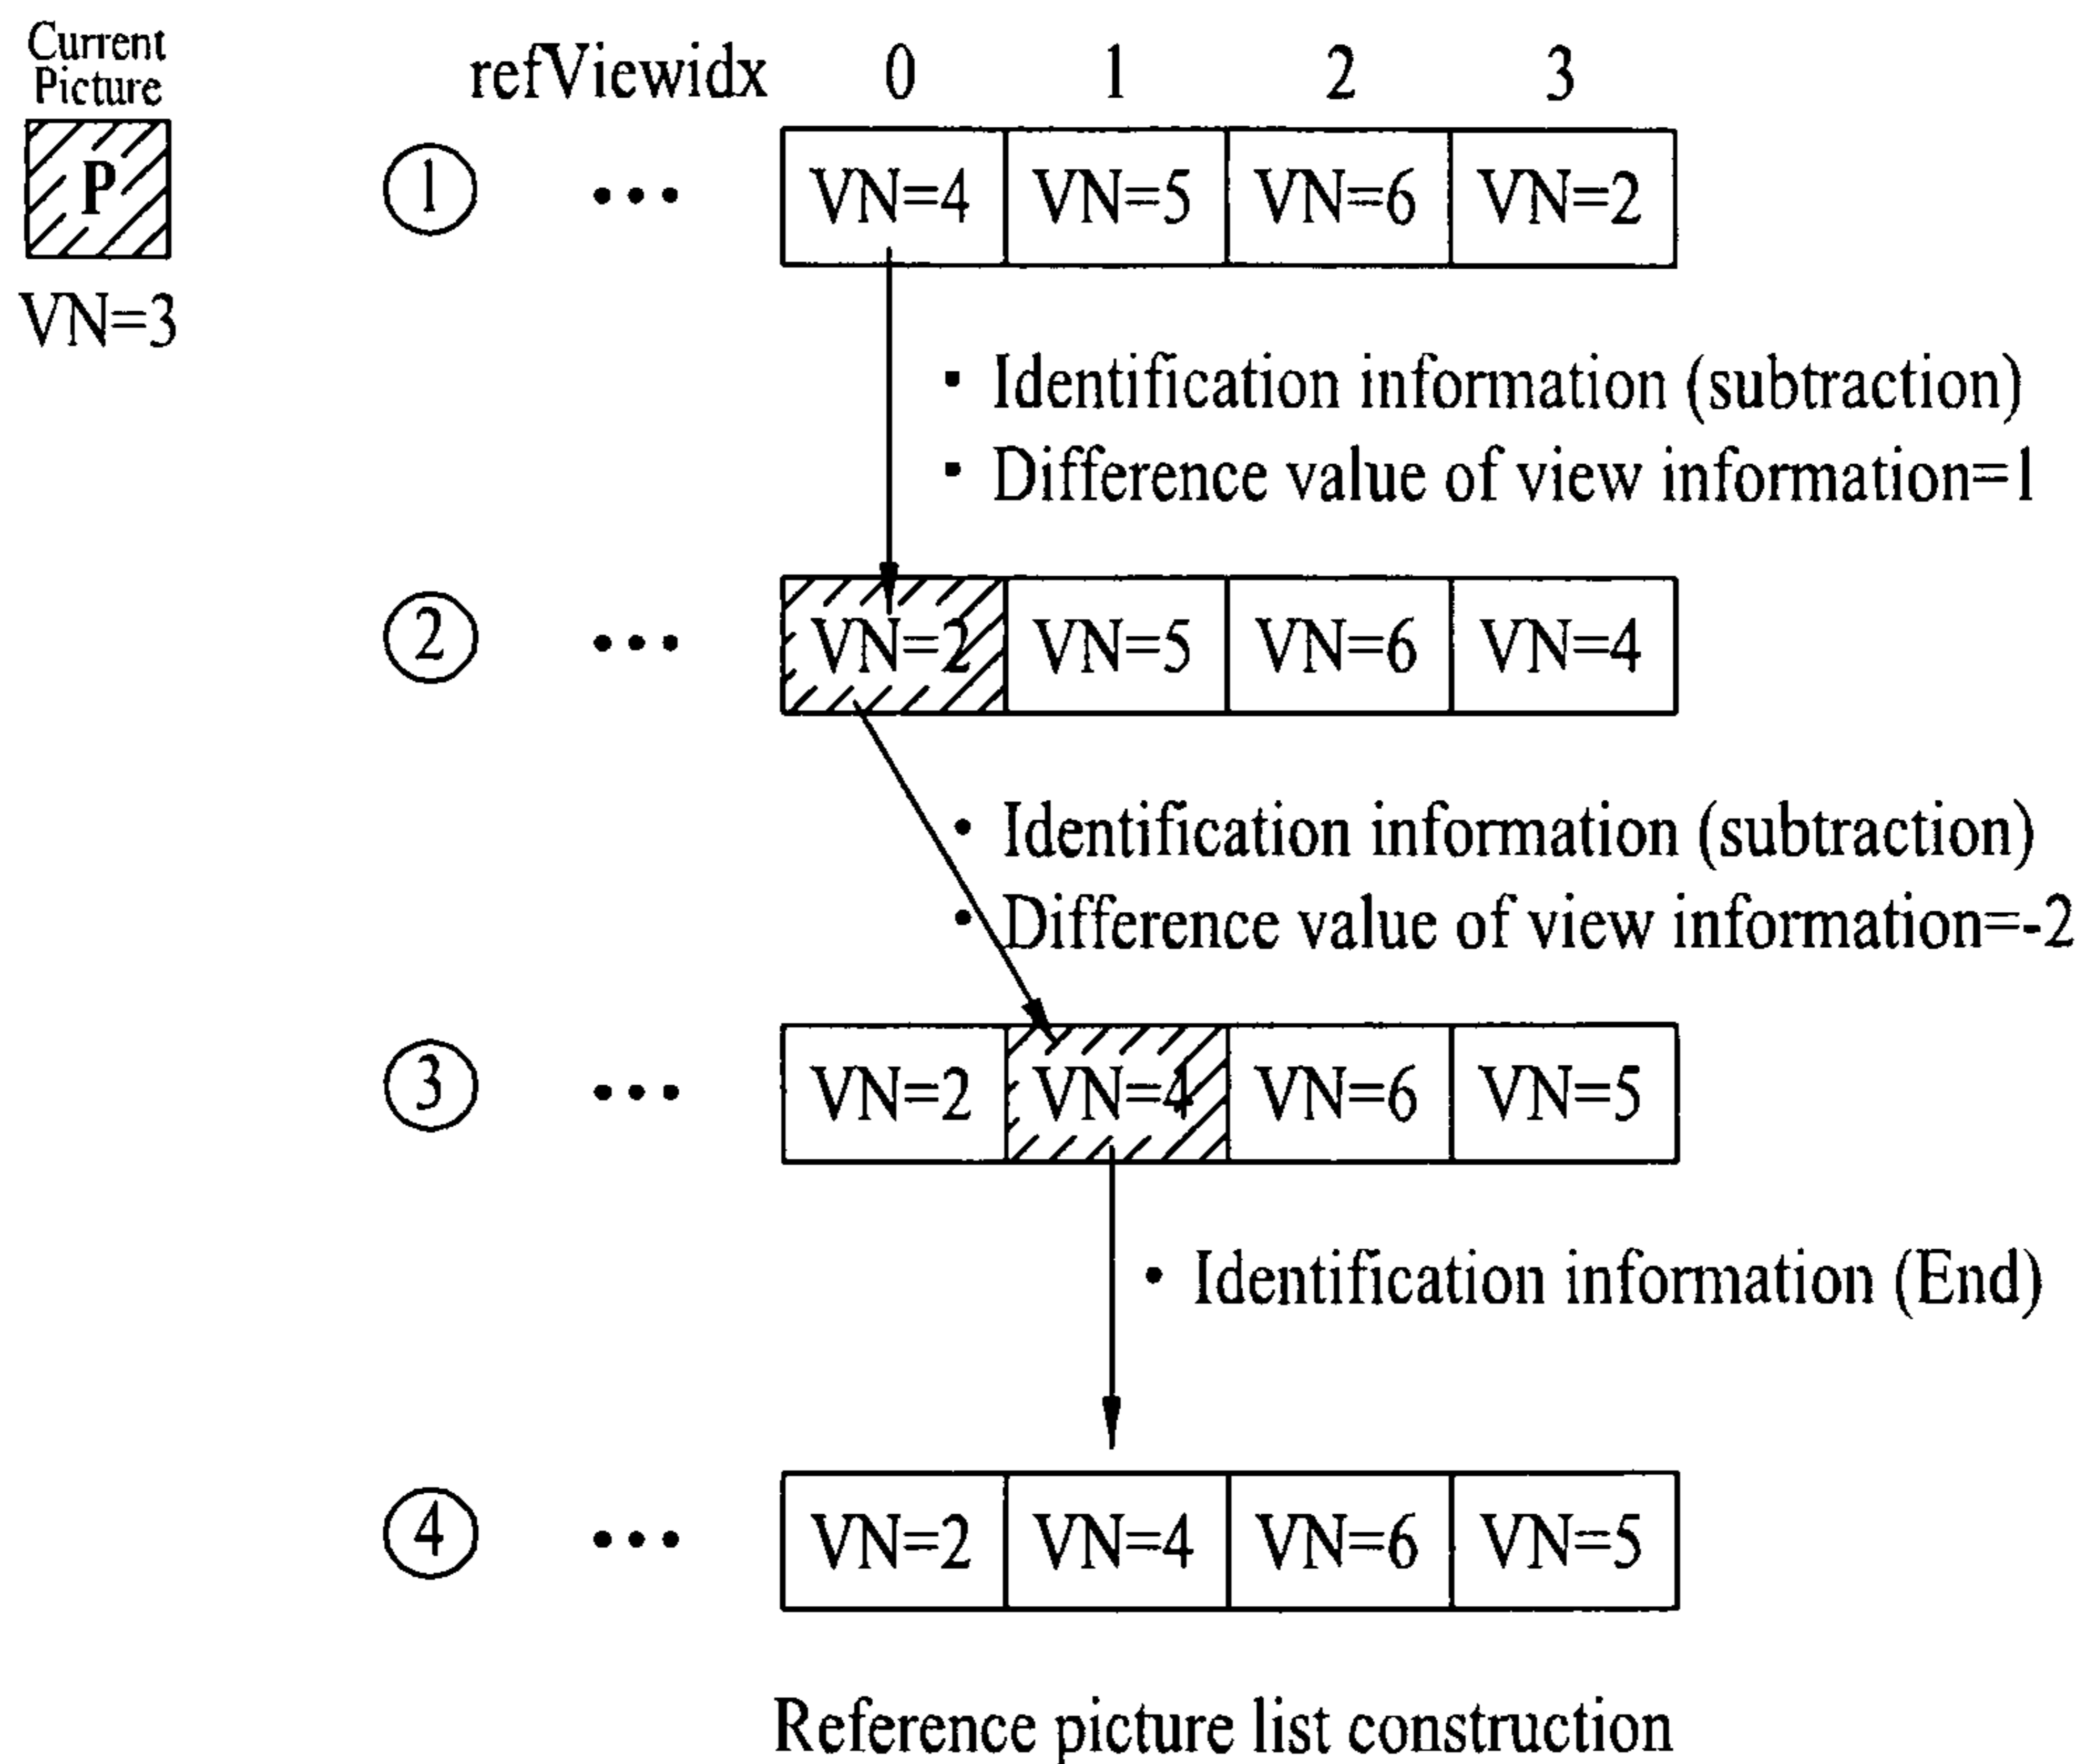 Current
Picture
P
VN=3
refViewidx 0 1 2 3
1 ••• VN=4 VN=5 VN=6 VN=2
• Identification information (subtraction)
• Difference value of view information=1
2 ••• VN=2 VN=5 VN=6 VN=4
• Identification information (subtraction)
• Difference value of view information=-2
3 ••• VN=2 VN=4 VN=6 VN=5
• Identification information (End)
4 ••• VN=2 VN=4 VN=6 VN=5
Reference picture list construction